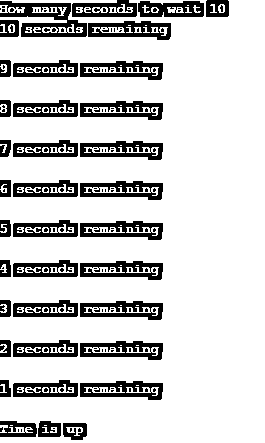 How many seconds to wait 10
10 seconds remaining
9 seconds remaining
8 seconds remaining
7 seconds remaining
6 seconds remaining
5 seconds remaining
4 seconds remaining
3 seconds remaining
2 seconds remaining
1 seconds remaining
Time is up